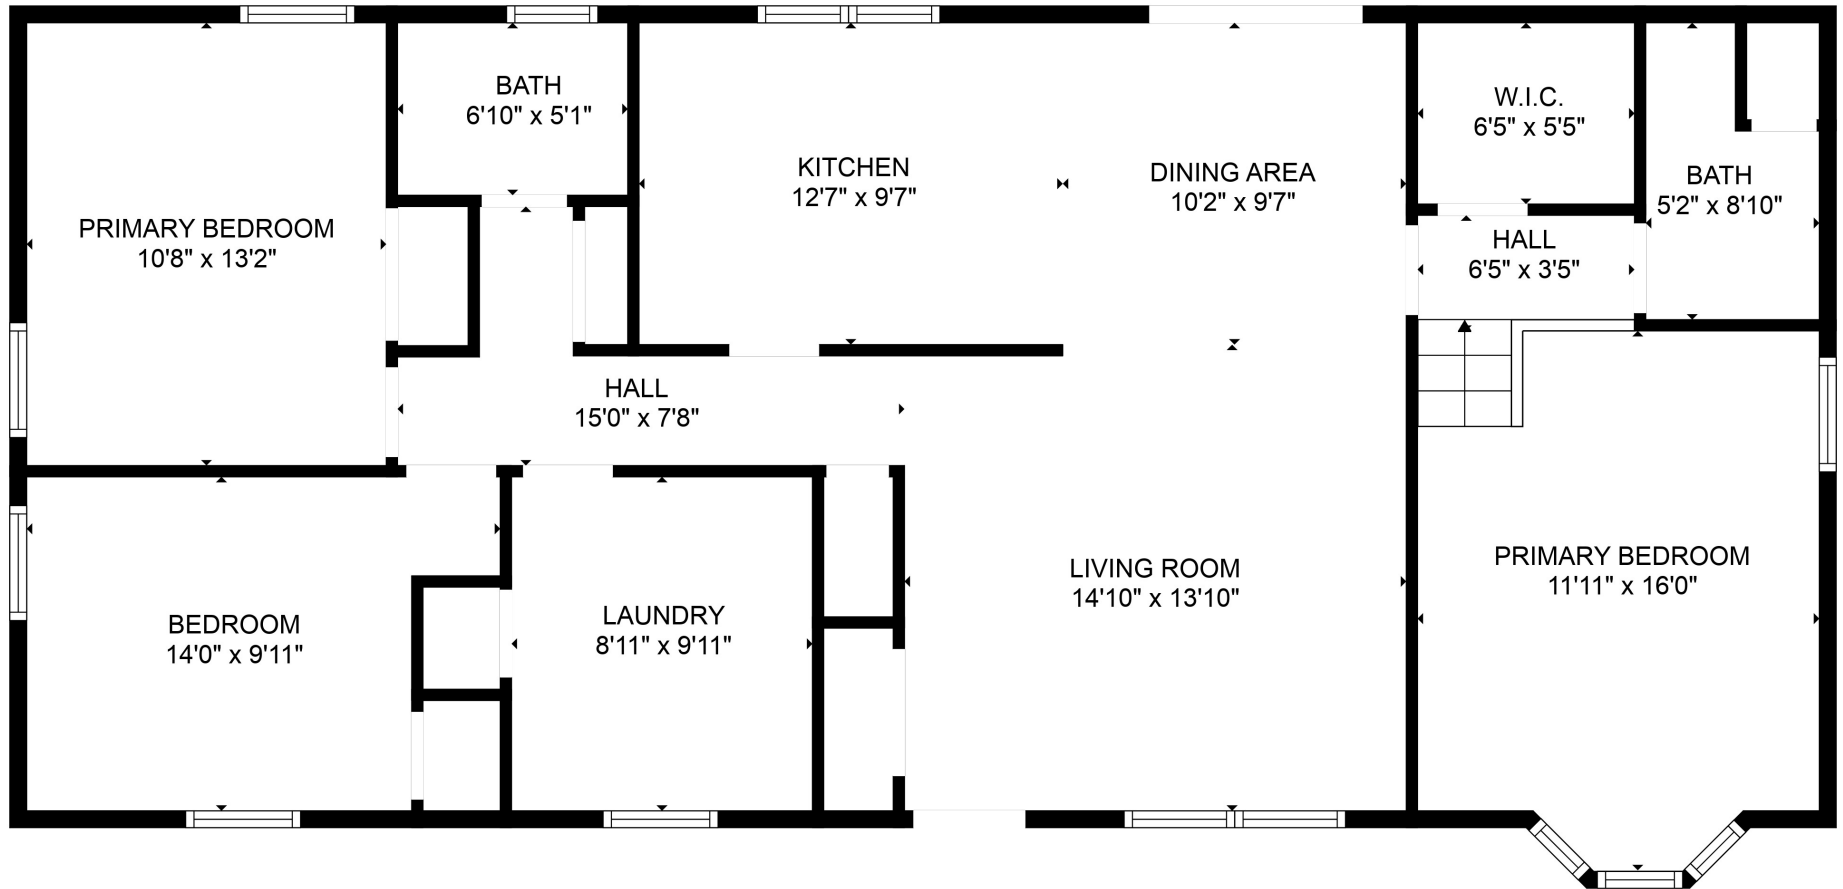 BATH
6'10" x 5'1"
W.I.C.
6'5" x 5'5"
KITCHEN
12'7" x 9'7"
DINING AREA
10'2" x 9'7"
BATH
5'2" x 8'10"
PRIMARY BEDROOM
10'8" x 13'2"
HALL
6'5" x 3'5"
HALL
15'0" x 7'8"
LIVING ROOM
14'10" x 13'10"
PRIMARY BEDROOM
11'11" x 16'0"
BEDROOM
14'0" x 9'11"
LAUNDRY
8'11" x 9'11"